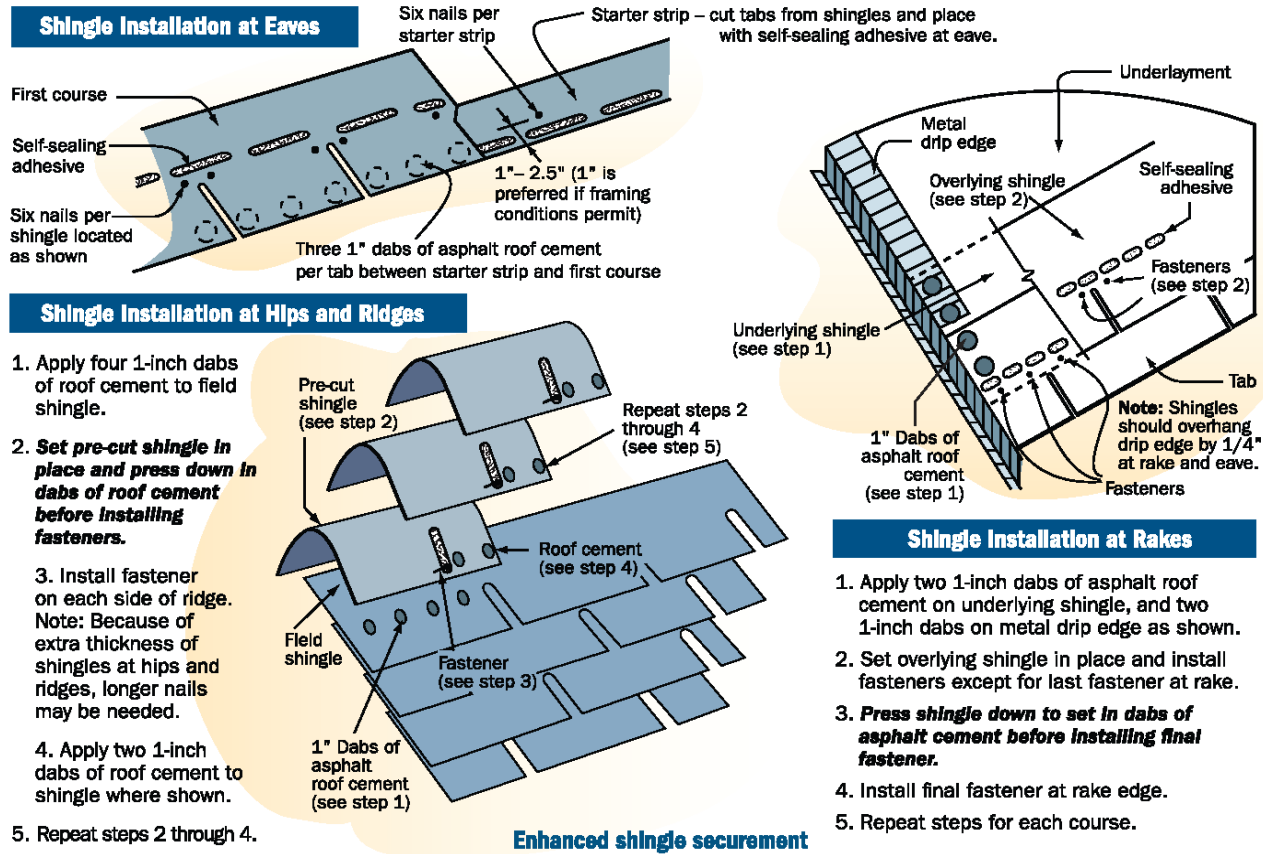 Shingle Installation at Eaves
Six nails per
starter strip
Starter strip – cut tabs from shingles and place
with self-sealing adhesive at eave.
First course
Self-sealing
adhesive
Six nails per
shingle located
as shown
1"– 2.5" (1" is
preferred if framing
conditions permit)
Three 1" dabs of asphalt roof cement
per tab between starter strip and first course
Underlayment
Metal
drip edge
Overlying shingle
(see step 2)
Self-sealing
adhesive
Fasteners
(see step 2)
Underlying shingle
(see step 1)
Tab
1" Dabs of
asphalt roof
cement
(see step 1)
Note: Shingles
should overhang
drip edge by 1/4"
at rake and eave.
Fasteners
Shingle Installation at Hips and Ridges
1. Apply four 1-inch dabs
of roof cement to field
shingle.
2. Set pre-cut shingle in
place and press down in
dabs of roof cement
before installing
fasteners.
3. Install fastener
on each side of ridge.
Note: Because of
extra thickness of
shingles at hips and
ridges, longer nails
may be needed.
4. Apply two 1-inch
dabs of roof cement to
shingle where shown.
5. Repeat steps 2 through 4.
Pre-cut
shingle
(see step 2)
Repeat steps 2
through 4
(see step 5)
Roof cement
(see step 4)
Field
shingle
Fastener
(see step 3)
1" Dabs of
asphalt
roof cement
(see step 1)
Shingle Installation at Rakes
1. Apply two 1-inch dabs of asphalt roof
cement on underlying shingle, and two
1-inch dabs on metal drip edge as shown.
2. Set overlying shingle in place and install
fasteners except for last fastener at rake.
3. Press shingle down to set in dabs of
asphalt cement before installing final
fastener.
4. Install final fastener at rake edge.
5. Repeat steps for each course.
Enhanced shingle securement